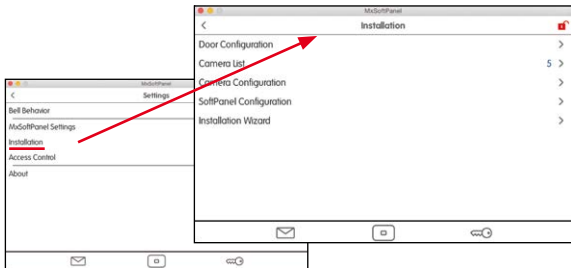 MxSoftPanel
Installation
Door Configuration
Camera List 5
Camera Configuration
SoftPanel Configuration
Installation Wizard
MxSoftPanel
Settings
Bell Behavior
MxSoftPanel Settings
Installation
Access Control
About